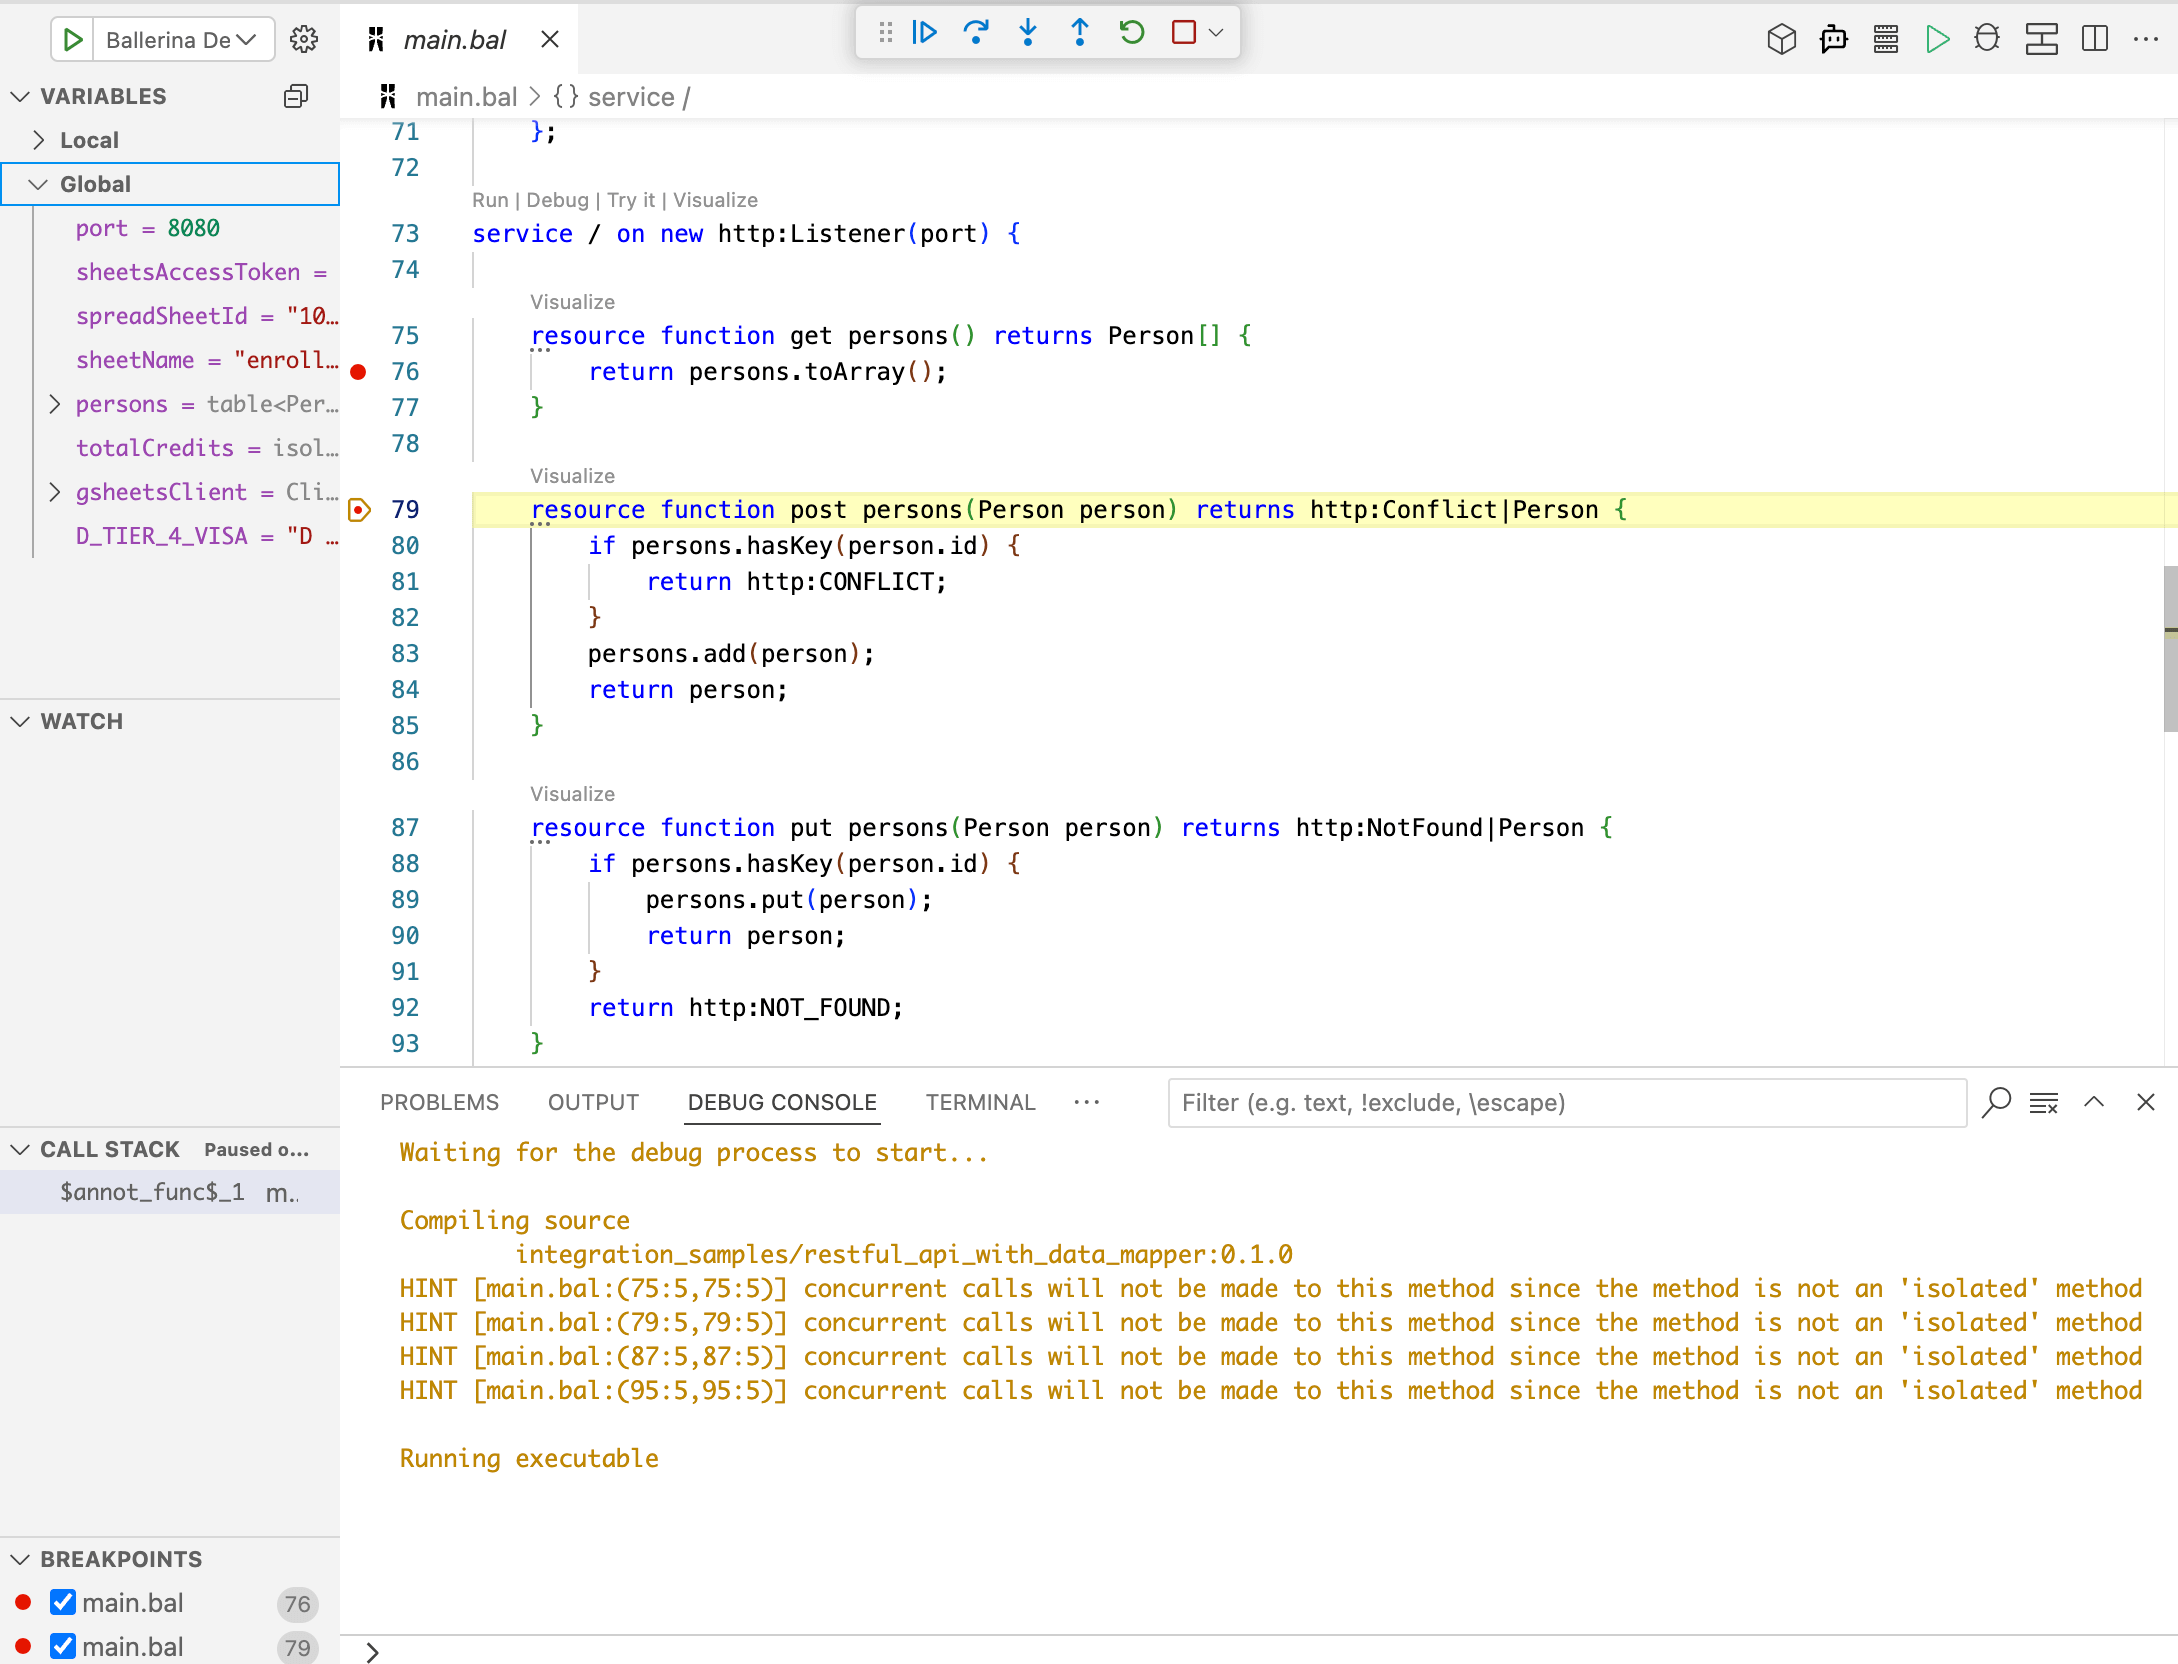 Ballerina De
VARIABLES
Local
Global
port = 8080
sheetsAccessToken =
spreadSheetId = "10…
sheetName = "enroll…
persons = table<Per…
totalCredits = isol…
gsheetsClient = Cli…
D_TIER_4_VISA = "D …
WATCH
CALL STACK Paused o…
$annot_func$_1 m..
BREAKPOINTS
main.bal 76
main.bal 79
main.bal
main.bal > {} service /
71 };
72
Run | Debug | Try it | Visualize
73 service / on new http:Listener(port) {
74
Visualize
75 resource function get persons() returns Person[] {
76 return persons.toArray();
77 }
78
Visualize
79 resource function post persons(Person person) returns http:Conflict|Person {
80 if persons.hasKey(person.id) {
81 return http:CONFLICT;
82 }
83 persons.add(person);
84 return person;
85 }
86
Visualize
87 resource function put persons(Person person) returns http:NotFound|Person {
88 if persons.hasKey(person.id) {
89 persons.put(person);
90 return person;
91 }
92 return http:NOT_FOUND;
93 }
PROBLEMS OUTPUT DEBUG CONSOLE TERMINAL ··· Filter (e.g. text, !exclude, \escape)
Waiting for the debug process to start...
Compiling source
integration_samples/restful_api_with_data_mapper:0.1.0
HINT [main.bal:(75:5,75:5)] concurrent calls will not be made to this method since the method is not an 'isolated' method
HINT [main.bal:(79:5,79:5)] concurrent calls will not be made to this method since the method is not an 'isolated' method
HINT [main.bal:(87:5,87:5)] concurrent calls will not be made to this method since the method is not an 'isolated' method
HINT [main.bal:(95:5,95:5)] concurrent calls will not be made to this method since the method is not an 'isolated' method
Running executable
>